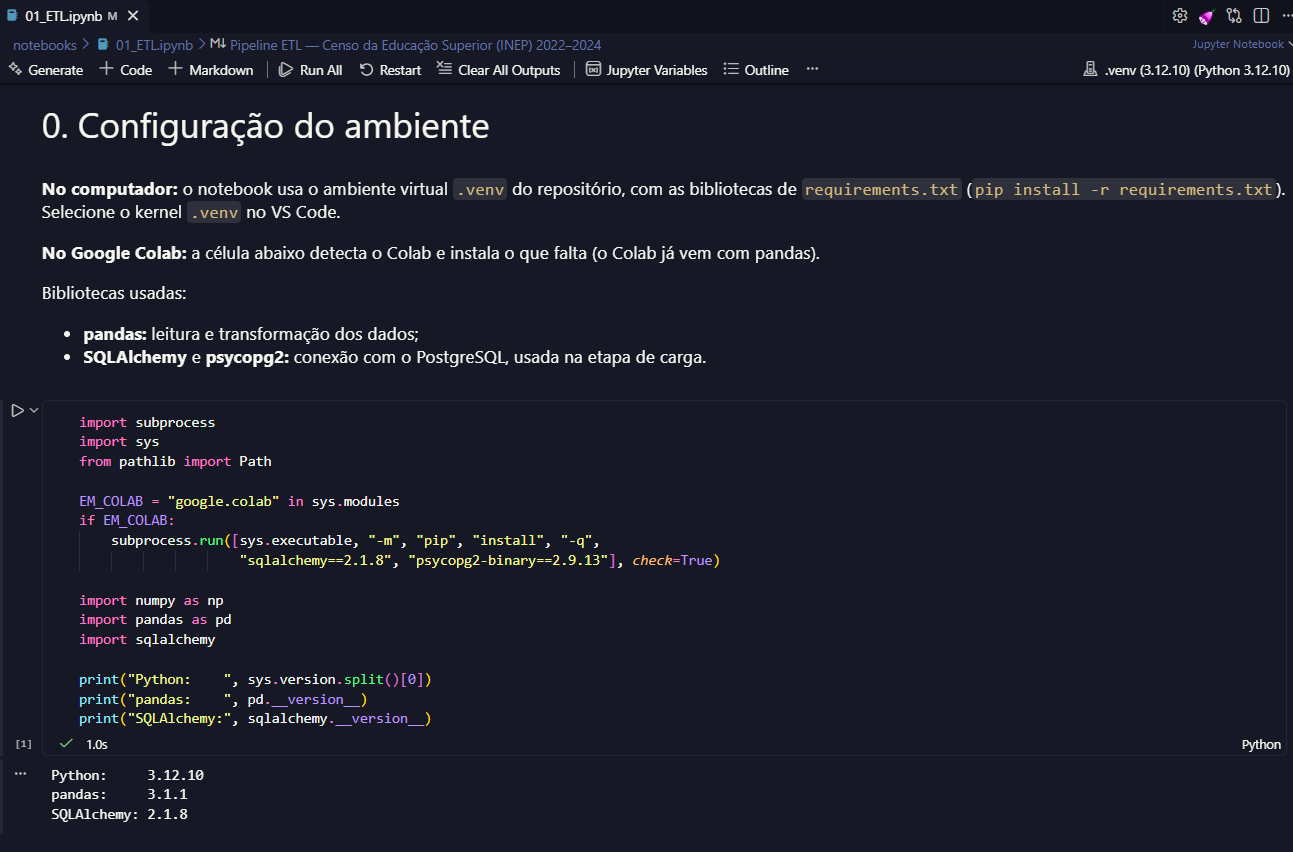 01_ETL.ipynb M
notebooks > 01_ETL.ipynb > M↓ Pipeline ETL — Censo da Educação Superior (INEP) 2022–2024
Jupyter Notebook
Generate + Code + Markdown | Run All Restart Clear All Outputs | Jupyter Variables Outline ...
.venv (3.12.10) (Python 3.12.10)
0. Configuração do ambiente
No computador: o notebook usa o ambiente virtual .venv do repositório, com as bibliotecas de requirements.txt (pip install -r requirements.txt).
Selecione o kernel .venv no VS Code.
No Google Colab: a célula abaixo detecta o Colab e instala o que falta (o Colab já vem com pandas).
Bibliotecas usadas:
• pandas: leitura e transformação dos dados;
• SQLAlchemy e psycopg2: conexão com o PostgreSQL, usada na etapa de carga.
import subprocess
import sys
from pathlib import Path
EM_COLAB = "google.colab" in sys.modules
if EM_COLAB:
    subprocess.run([sys.executable, "-m", "pip", "install", "-q",
                    "sqlalchemy==2.1.8", "psycopg2-binary==2.9.13"], check=True)
import numpy as np
import pandas as pd
import sqlalchemy
print("Python:    ", sys.version.split()[0])
print("pandas:    ", pd.__version__)
print("SQLAlchemy:", sqlalchemy.__version__)
[1] ✓ 1.0s
Python
... Python:     3.12.10
pandas:     3.1.1
SQLAlchemy: 2.1.8